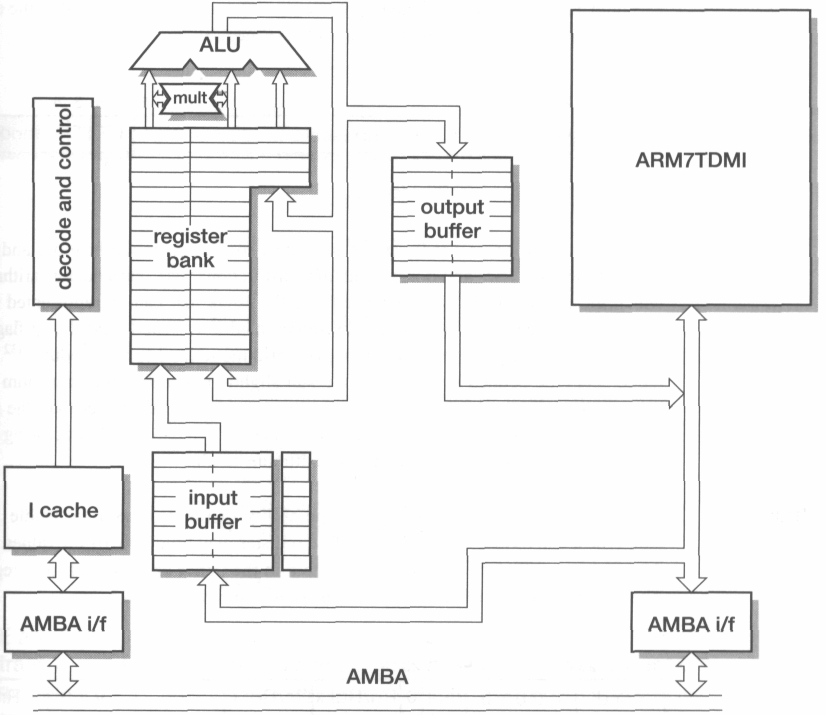 ALU
mult
decode and control
ARM7TDMI
output
buffer
register
bank
input
buffer
I cache
AMBA i/f
AMBA i/f
AMBA